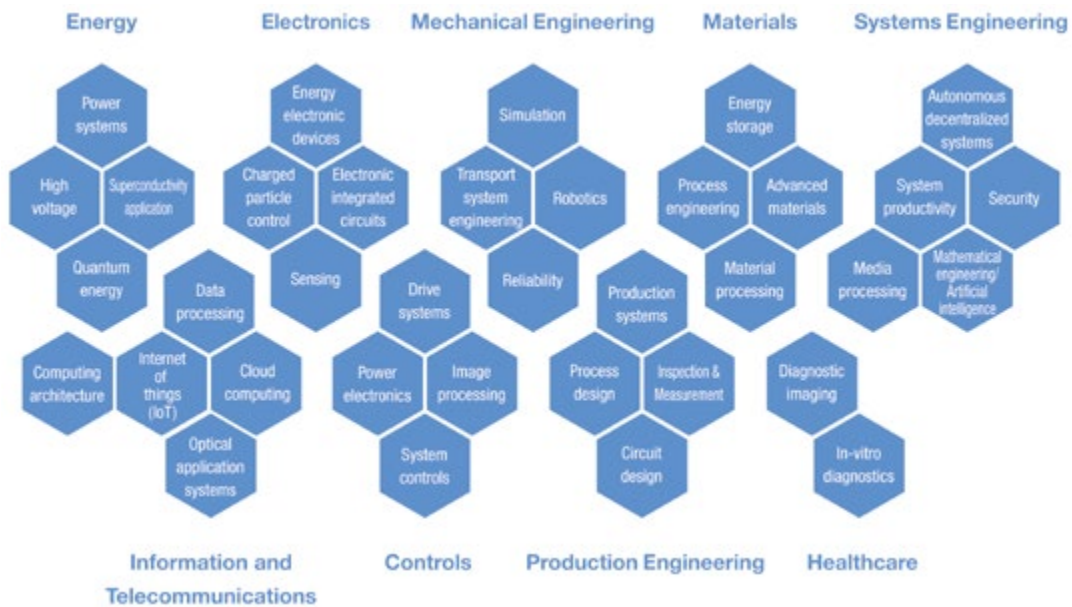 Energy
Electronics
Mechanical Engineering
Materials
Systems Engineering
Power
systems
High
voltage
Superconductivity
application
Quantum
energy
Energy
electronic
devices
Charged
particle
control
Electronic
integrated
circuits
Sensing
Simulation
Transport
system
engineering
Robotics
Reliability
Energy
storage
Process
engineering
Advanced
materials
Material
processing
Autonomous
decentralized
systems
System
productivity
Security
Media
processing
Mathematical
engineering/
Artificial
intelligence
Data
processing
Computing
architecture
Internet
of
things
(IoT)
Cloud
computing
Optical
application
systems
Drive
systems
Power
electronics
Image
processing
System
controls
Production
systems
Process
design
Inspection &
Measurement
Circuit
design
Diagnostic
imaging
In-vitro
diagnostics
Information and
Telecommunications
Controls
Production Engineering
Healthcare